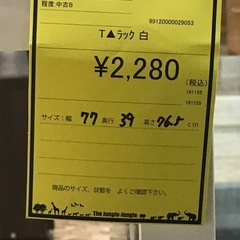 程度:中古B
99120000029053
T▲ラック 白
¥2,280
(税込)
161120
161120
サイズ:幅 77 奥行 39 高さ 76.5 cm
商品のサイズ、状態を よくご確認下さい。
The Jungle-Jungle